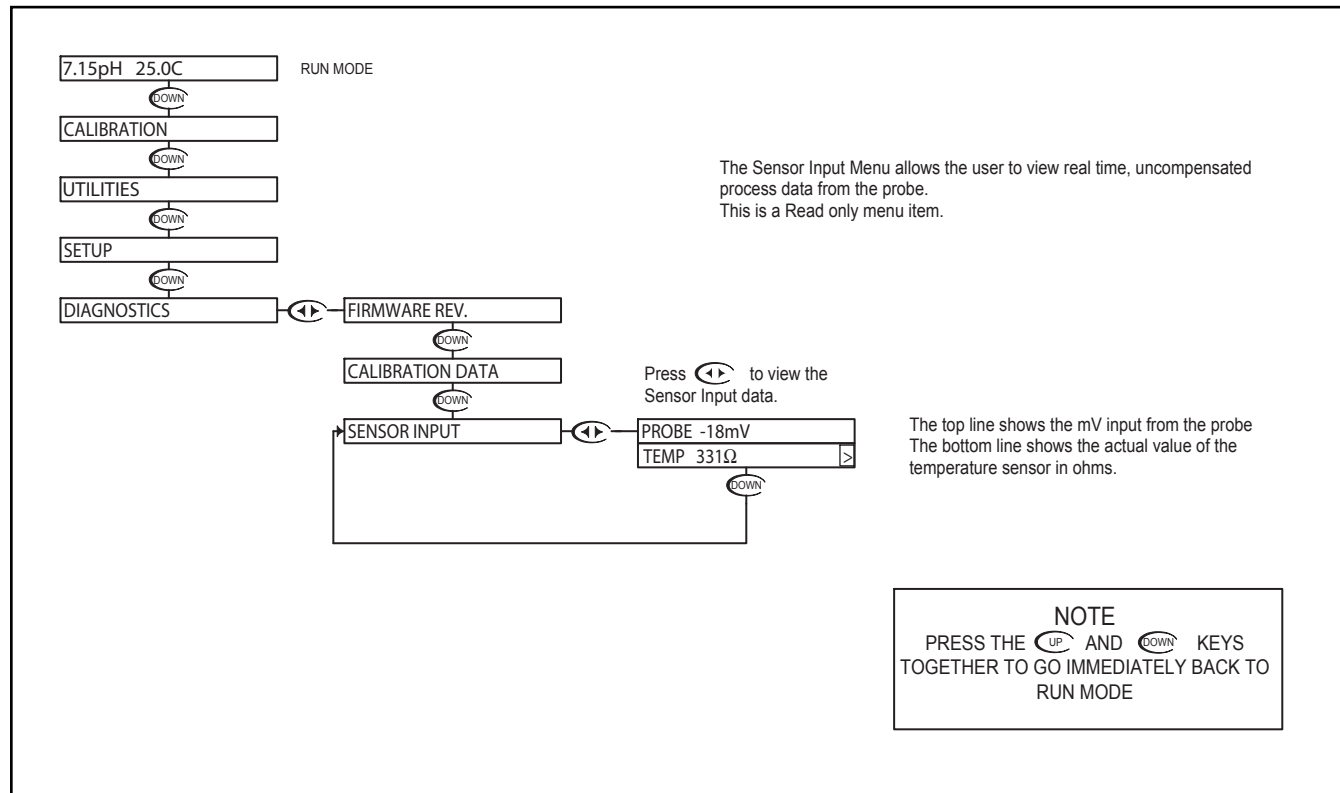 7.15pH 25.0C
RUN MODE
DOWN
CALIBRATION
DOWN
UTILITIES
DOWN
SETUP
DOWN
DIAGNOSTICS
FIRMWARE REV.
DOWN
CALIBRATION DATA
DOWN
SENSOR INPUT
The Sensor Input Menu allows the user to view real time, uncompensated
process data from the probe.
This is a Read only menu item.
Press to view the
Sensor Input data.
PROBE -18mV
TEMP 331Ω >
DOWN
The top line shows the mV input from the probe
The bottom line shows the actual value of the
temperature sensor in ohms.
NOTE
PRESS THE UP AND DOWN KEYS
TOGETHER TO GO IMMEDIATELY BACK TO
RUN MODE